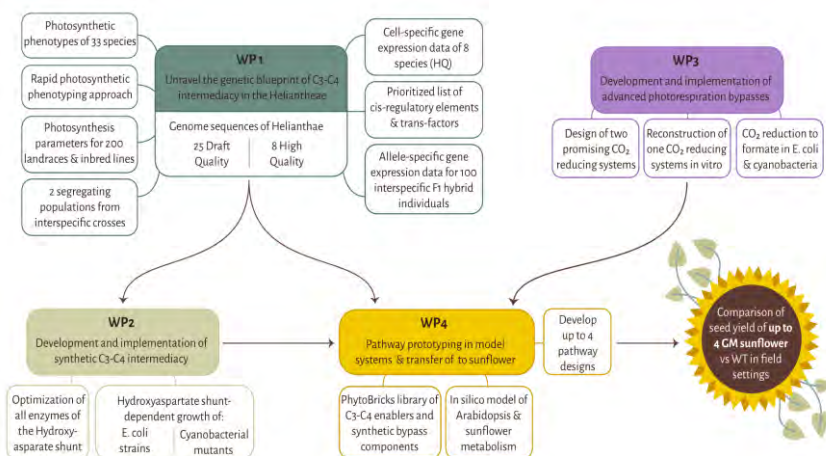 Photosynthetic
phenotypes of 33 species
Rapid photosynthetic
phenotyping approach
Photosynthesis
parameters for 200
landraces & inbred lines
2 segregating
populations from
interspecific crosses
WP1
Unravel the genetic blueprint of C3-C4
intermediacy in the Heliantheae
Genome sequences of Helianthae
25 Draft
Quality
8 High
Quality
Cell-specific gene
expression data of 8
species (HQ)
Prioritized list of
cis-regulatory elements
& trans-factors
Allele-specific gene
expression data for 100
interspecific F1 hybrid
individuals
WP3
Development and implementation of
advanced photorespiration bypasses
Design of two
promising CO₂
reducing systems
Reconstruction of
one CO₂ reducing
systems in vitro
CO₂ reduction to
formate in E. coli
& cyanobacteria
WP2
Development and implementation of
synthetic C3-C4 intermediacy
Optimization of
all enzymes of
the Hydroxy-
asparate shunt
Hydroxyaspartate shunt-
dependent growth of:
E. coli
strains
Cyanobacterial
mutants
WP4
Pathway prototyping in model
systems & transfer of to sunflower
Develop
up to 4
pathway
designs
PhytoBricks library of
C3-C4 enablers and
synthetic bypass
components
In silico model of
Arabidopsis &
sunflower
metabolism
Comparison of
seed yield of up to
4 GM sunflower
vs WT in field
settings